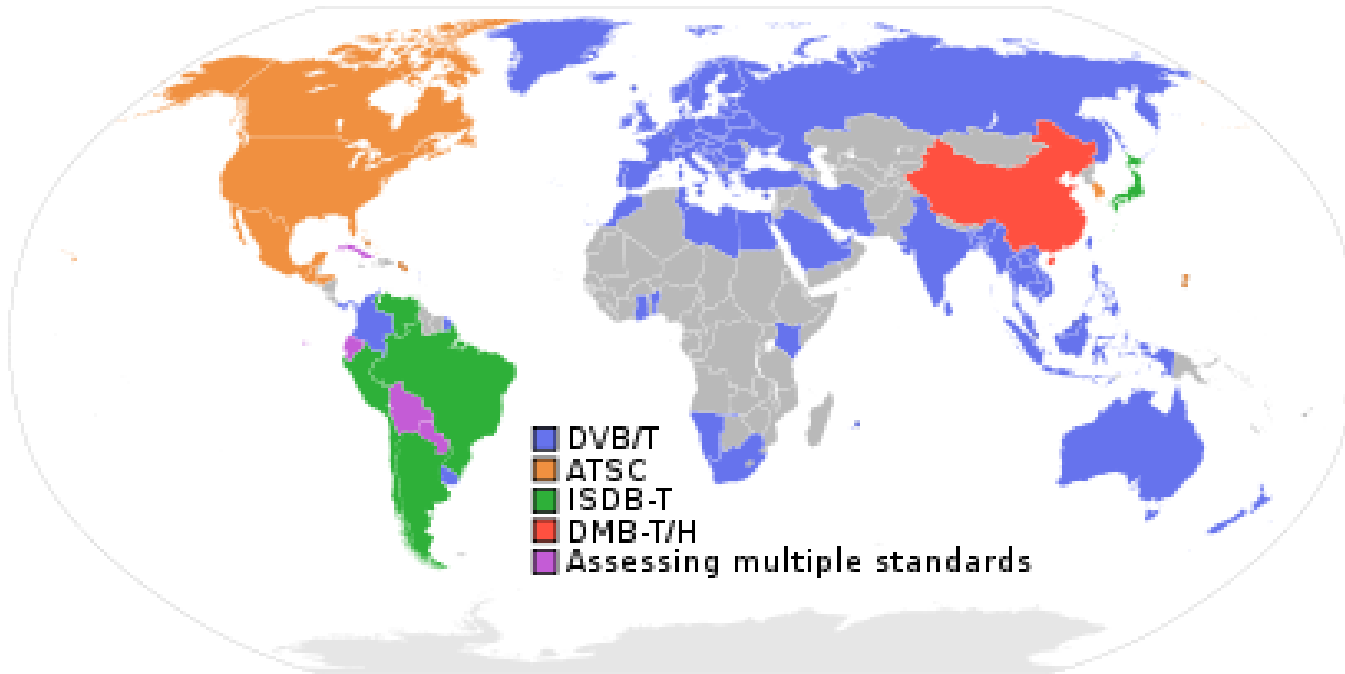 DVB/T
ATSC
ISDB-T
DMB-T/H
Assessing multiple standards